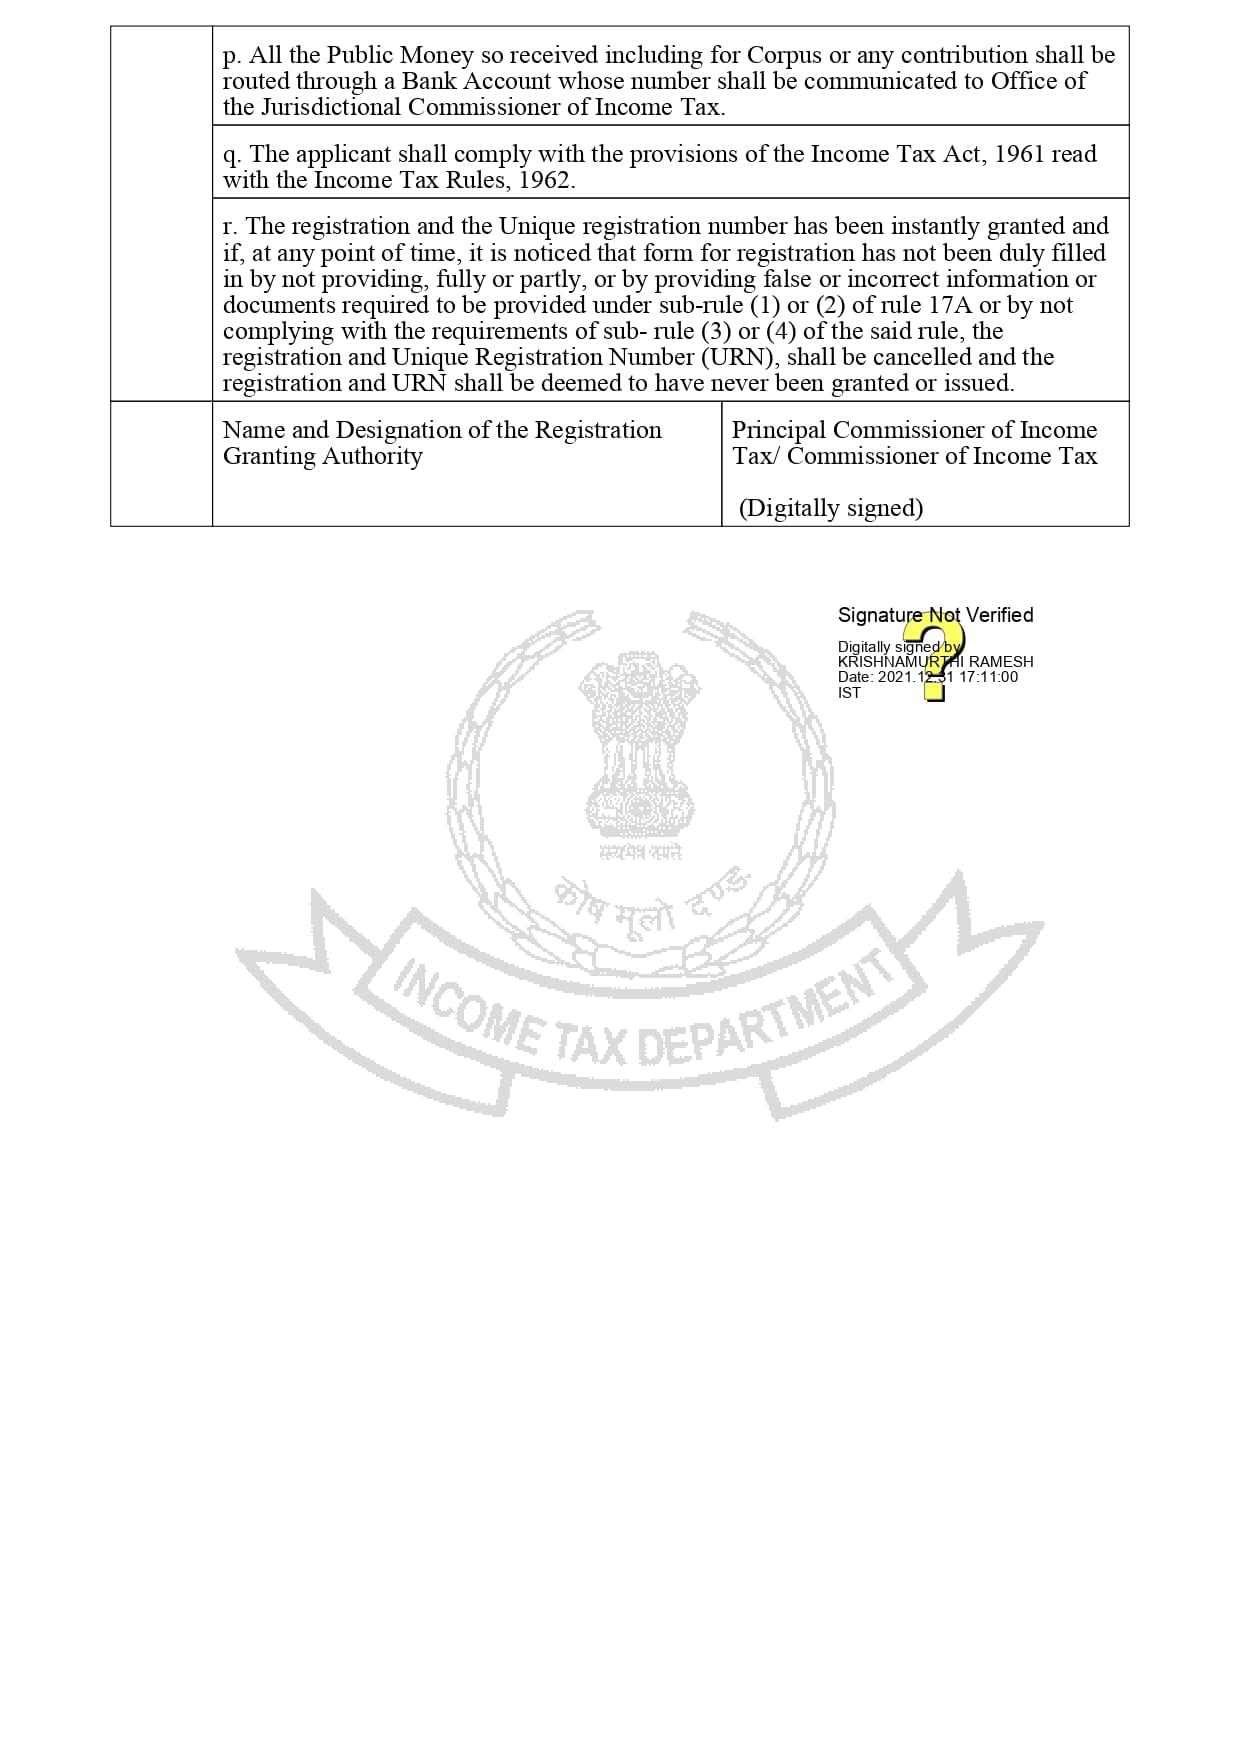 p. All the Public Money so received including for Corpus or any contribution shall be
routed through a Bank Account whose number shall be communicated to Office of
the Jurisdictional Commissioner of Income Tax.
q. The applicant shall comply with the provisions of the Income Tax Act, 1961 read
with the Income Tax Rules, 1962.
r. The registration and the Unique registration number has been instantly granted and
if, at any point of time, it is noticed that form for registration has not been duly filled
in by not providing, fully or partly, or by providing false or incorrect information or
documents required to be provided under sub-rule (1) or (2) of rule 17A or by not
complying with the requirements of sub- rule (3) or (4) of the said rule, the
registration and Unique Registration Number (URN), shall be cancelled and the
registration and URN shall be deemed to have never been granted or issued.
Name and Designation of the Registration
Granting Authority
Principal Commissioner of Income
Tax/ Commissioner of Income Tax
(Digitally signed)
Signature Not Verified
Digitally signed by
KRISHNAMURTHI RAMESH
Date: 2021.12.31 17:11:00
IST
सत्यमेव जयते
कोष मूलो दण्ड:
INCOME TAX DEPARTMENT